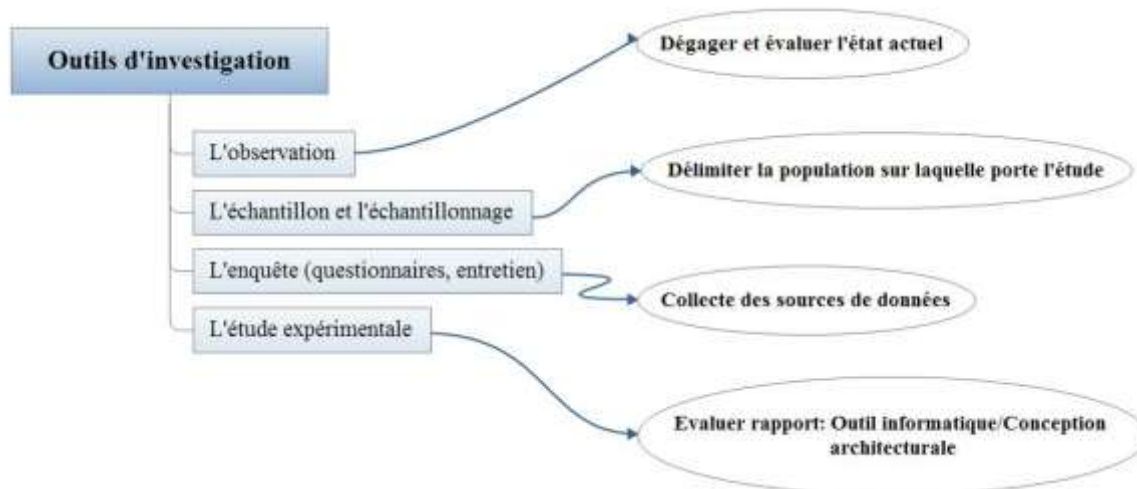 Outils d'investigation
L'observation
L'échantillon et l'échantillonnage
L'enquête (questionnaires, entretien)
L'étude expérimentale
Dégager et évaluer l'état actuel
Délimiter la population sur laquelle porte l'étude
Collecte des sources de données
Evaluer rapport: Outil informatique/Conception
architecturale